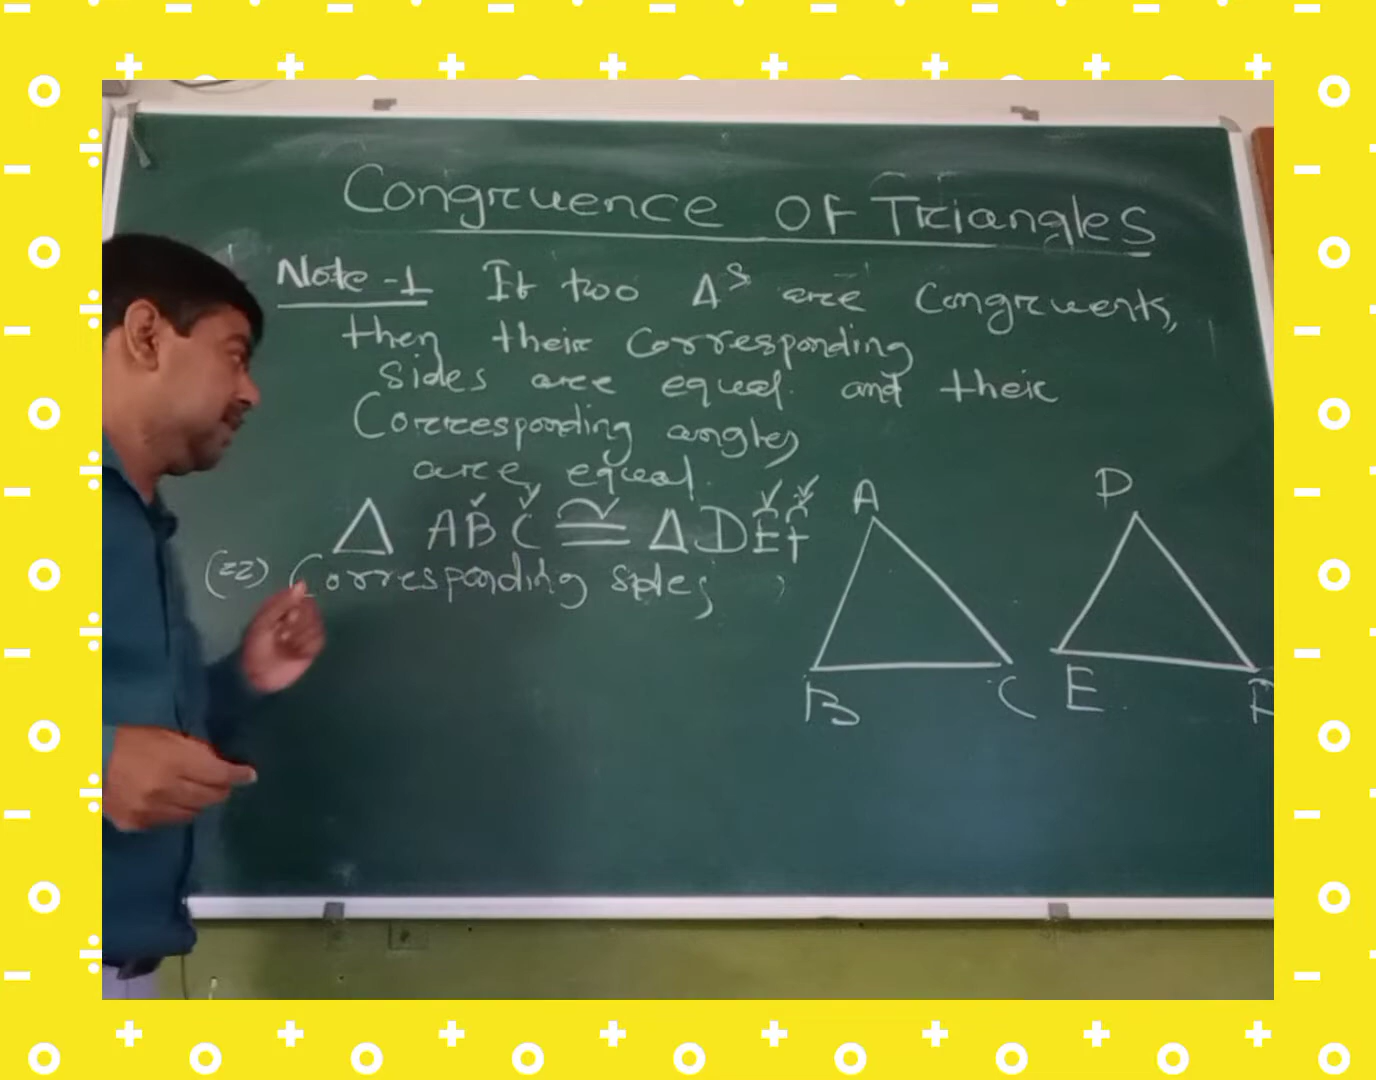 Congruence OF Triangles
Note-1 If two Δs are Congruents,
then their Corresponding
sides are equal and their
Corresponding angles
are equal.
Δ ABC ≅ Δ DEF
Corresponding sides
A
D
B
C
E
F